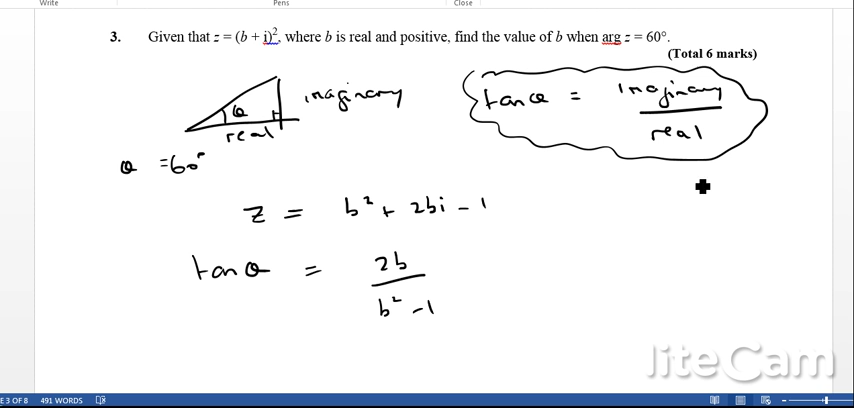 Write Pens Close
3. Given that z = (b + i)², where b is real and positive, find the value of b when arg z = 60°.
(Total 6 marks)
θ imaginary
real
tan θ = imaginary / real
θ = 60°
z = b² + 2bi - 1
tan θ = 2b / b² - 1
liteCam
E 3 OF 8 491 WORDS